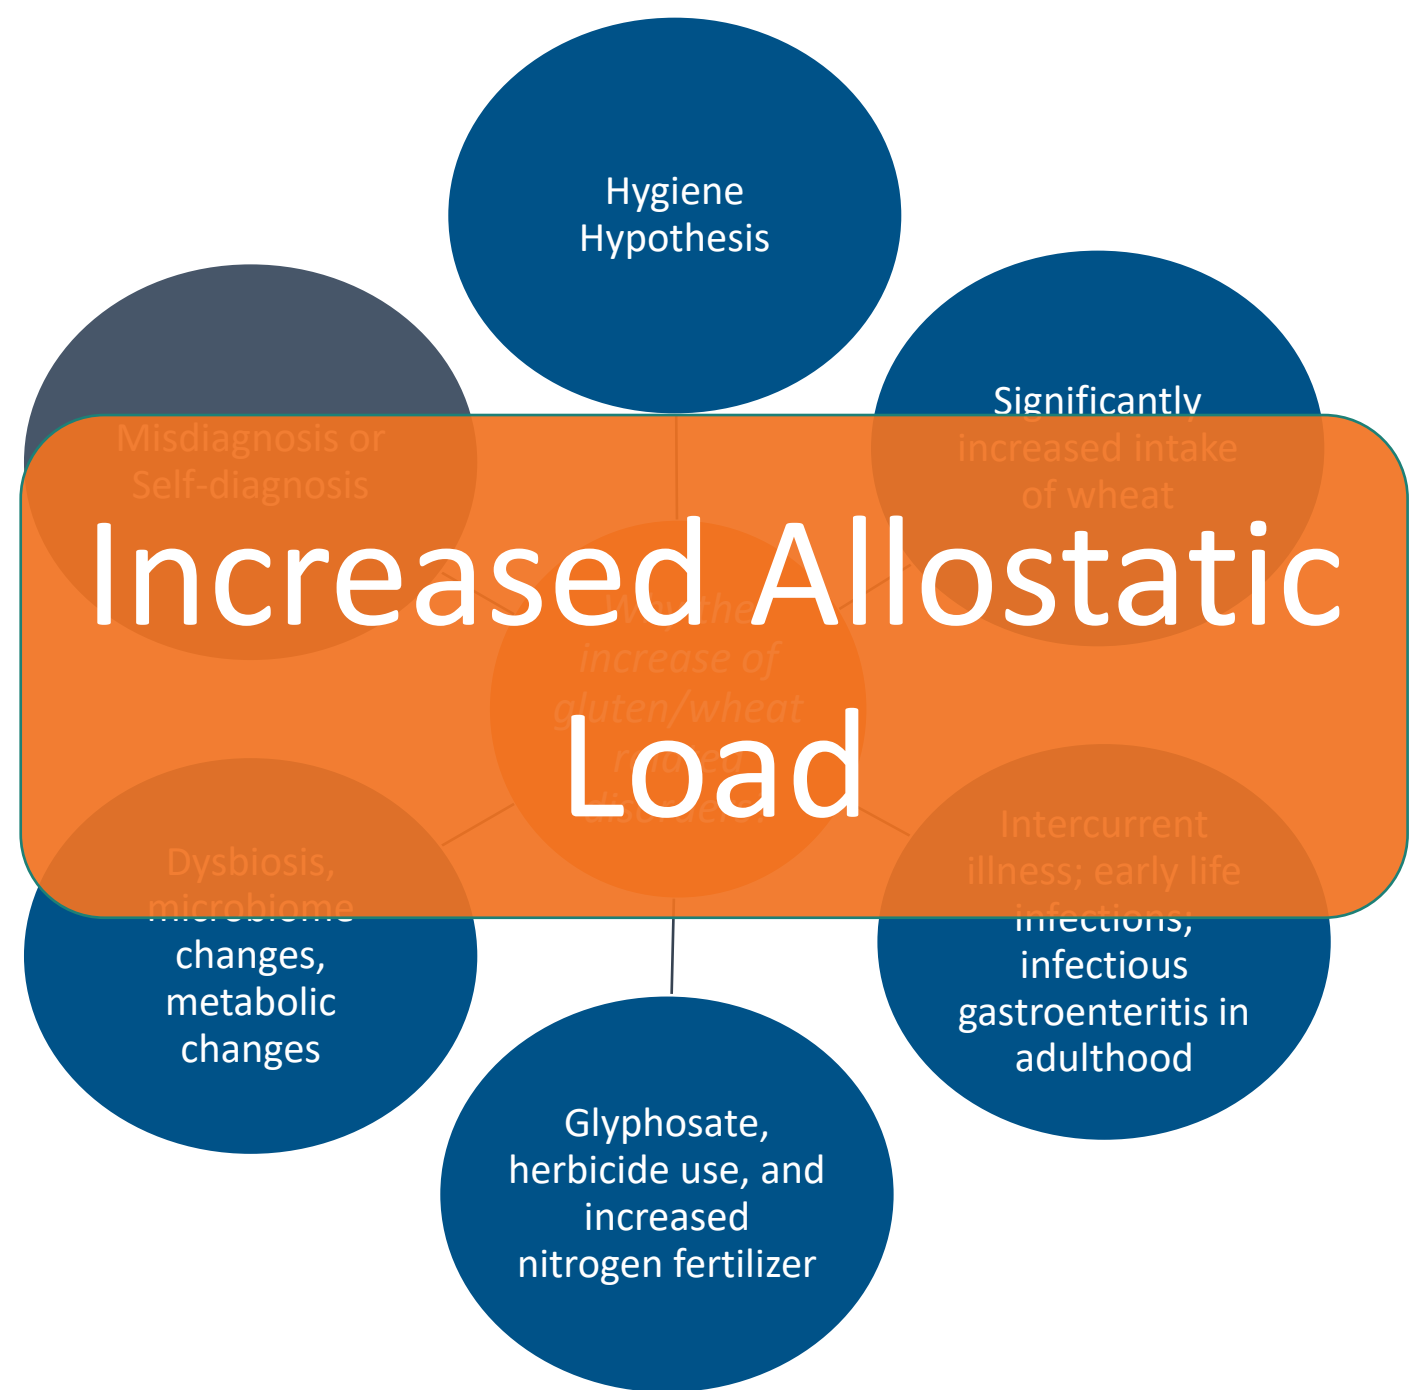 Hygiene
Hypothesis
Significantly
increased intake
of wheat
Misdiagnosis or
Self-diagnosis
Increased Allostatic
Load
increase of
gluten/wheat
Intercurrent
illness; early life
infections;
infectious
gastroenteritis in
adulthood
Dysbiosis,
microbiome
changes,
metabolic
changes
Glyphosate,
herbicide use, and
increased
nitrogen fertilizer